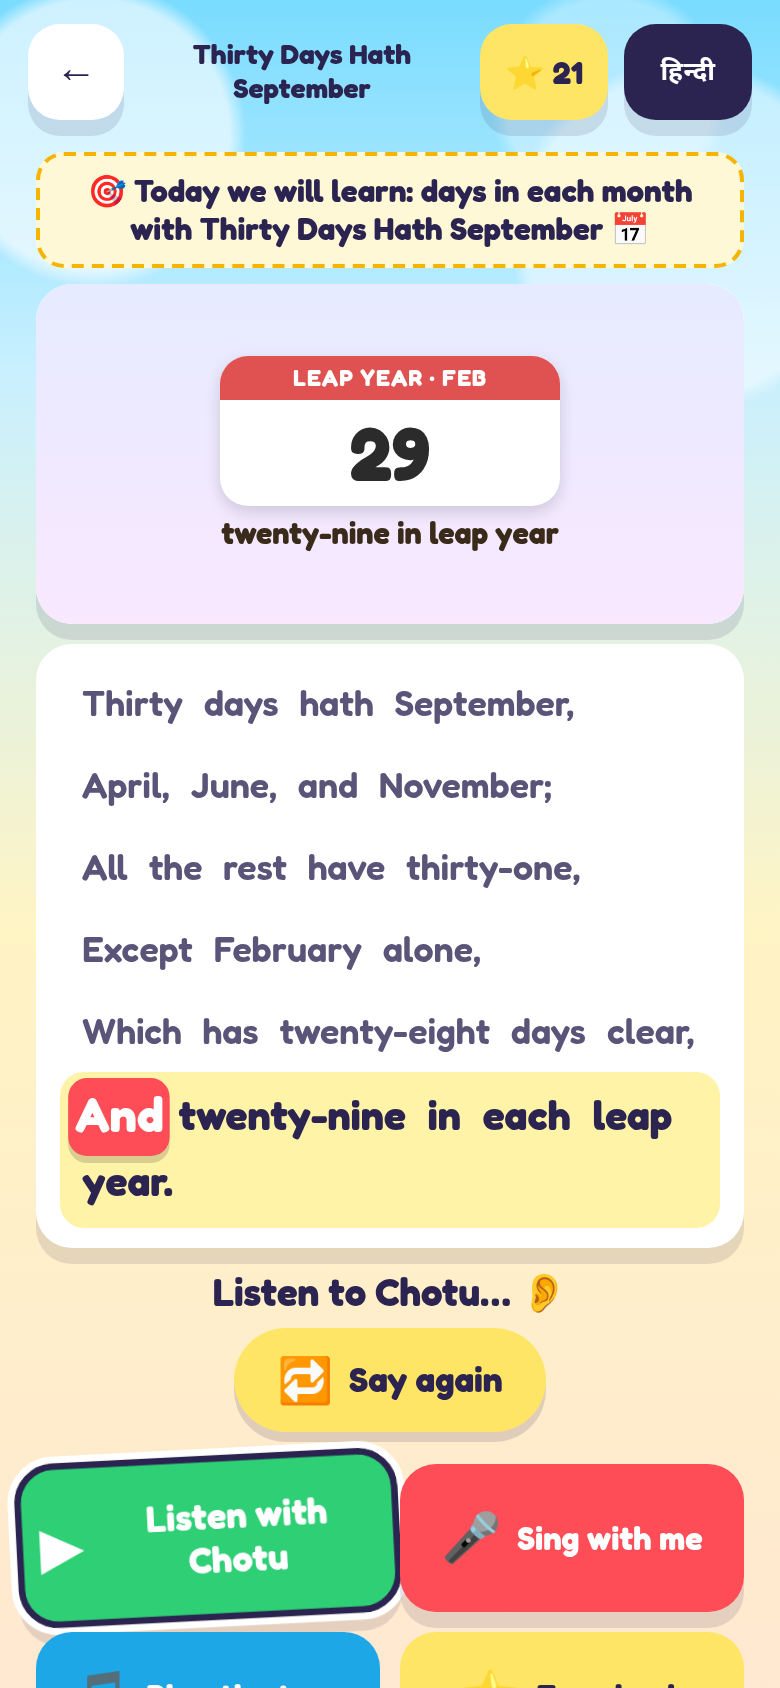 ←
Thirty Days Hath
September
⭐ 21
हिन्दी
🎯 Today we will learn: days in each month
with Thirty Days Hath September 📅
LEAP YEAR · FEB
29
twenty-nine in leap year
Thirty days hath September,
April, June, and November;
All the rest have thirty-one,
Except February alone,
Which has twenty-eight days clear,
And twenty-nine in each leap
year.
Listen to Chotu... 👂
🔁 Say again
▶ Listen with
Chotu
🎤 Sing with me